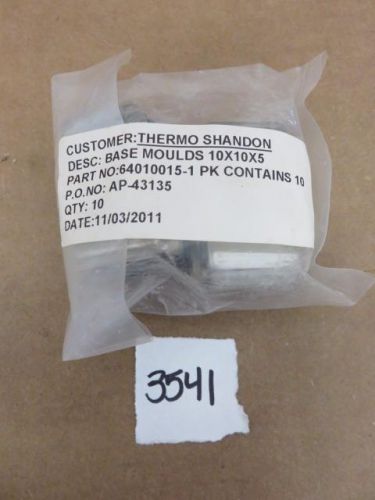 CUSTOMER:THERMO SHANDON
DESC: BASE MOULDS 10X10X5
PART NO:64010015-1 PK CONTAINS 10
P.O.NO: AP-43135
QTY: 10
DATE:11/03/2011
3541